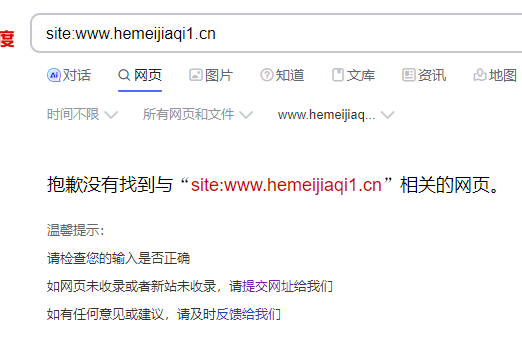 度
site:www.hemeijiaqi1.cn
Ai 对话 网页 图片 知道 文库 资讯 地图
时间不限 所有网页和文件 www.hemeijiaq...
抱歉没有找到与“site:www.hemeijiaqi1.cn”相关的网页。
温馨提示：
请检查您的输入是否正确
如网页未收录或者新站未收录，请提交网址给我们
如有任何意见或建议，请及时反馈给我们